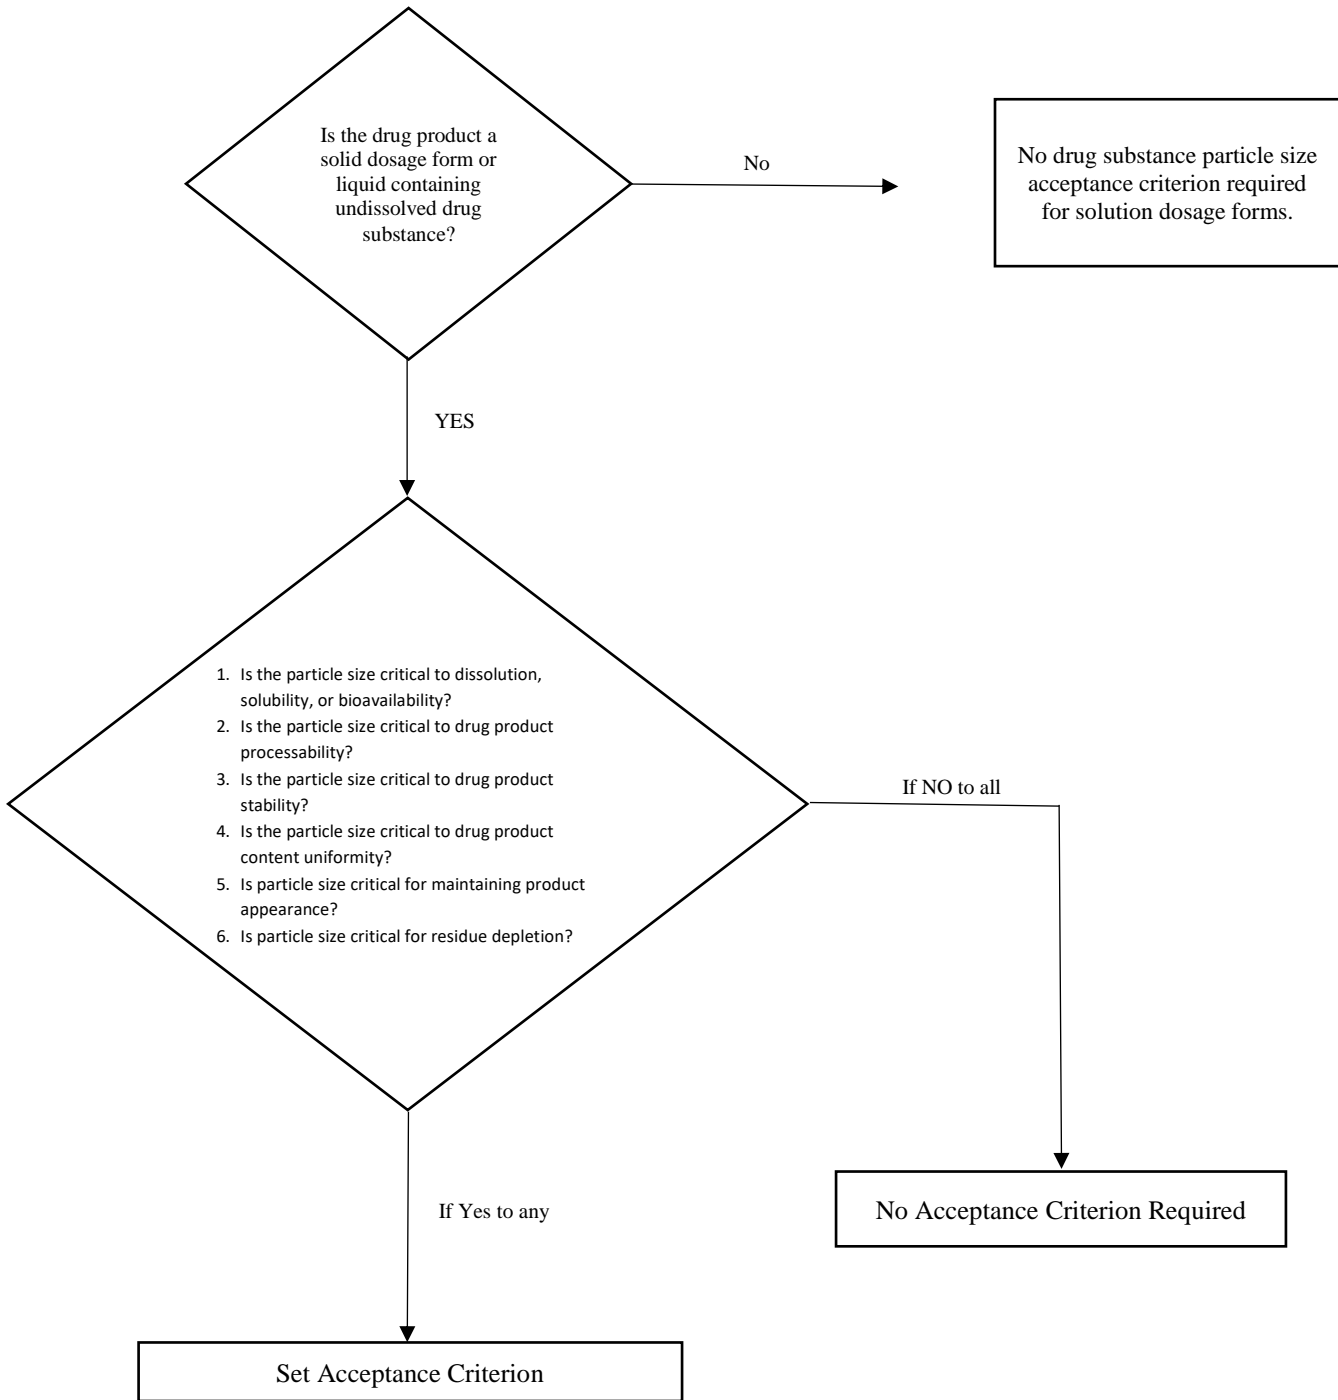 Is the drug product a
solid dosage form or
liquid containing
undissolved drug
substance?
No
No drug substance particle size
acceptance criterion required
for solution dosage forms.
YES
1. Is the particle size critical to dissolution,
solubility, or bioavailability?
2. Is the particle size critical to drug product
processability?
3. Is the particle size critical to drug product
stability?
4. Is the particle size critical to drug product
content uniformity?
5. Is particle size critical for maintaining product
appearance?
6. Is particle size critical for residue depletion?
If NO to all
If Yes to any
No Acceptance Criterion Required
Set Acceptance Criterion